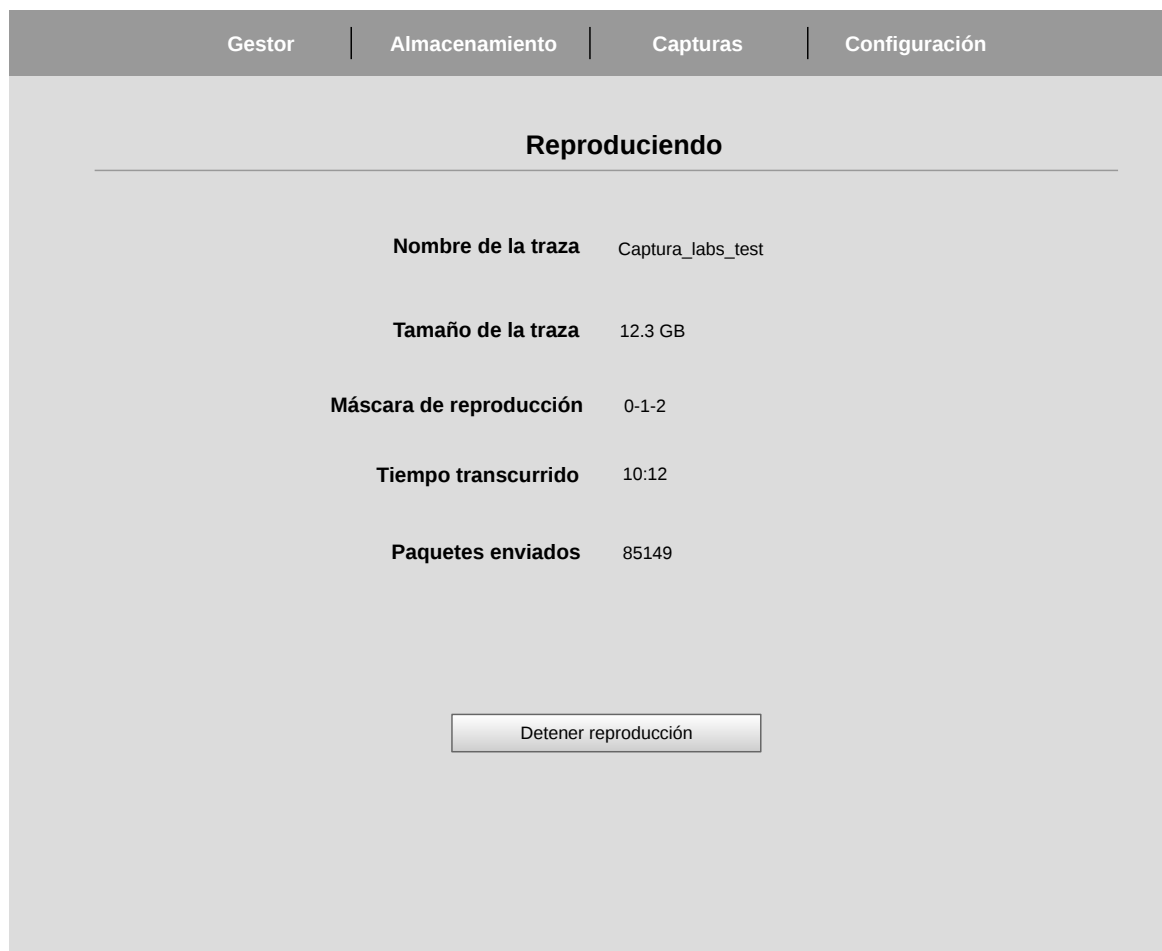 Gestor Almacenamiento Capturas Configuración
Reproduciendo
Nombre de la traza Captura_labs_test
Tamaño de la traza 12.3 GB
Máscara de reproducción 0-1-2
Tiempo transcurrido 10:12
Paquetes enviados 85149
Detener reproducción